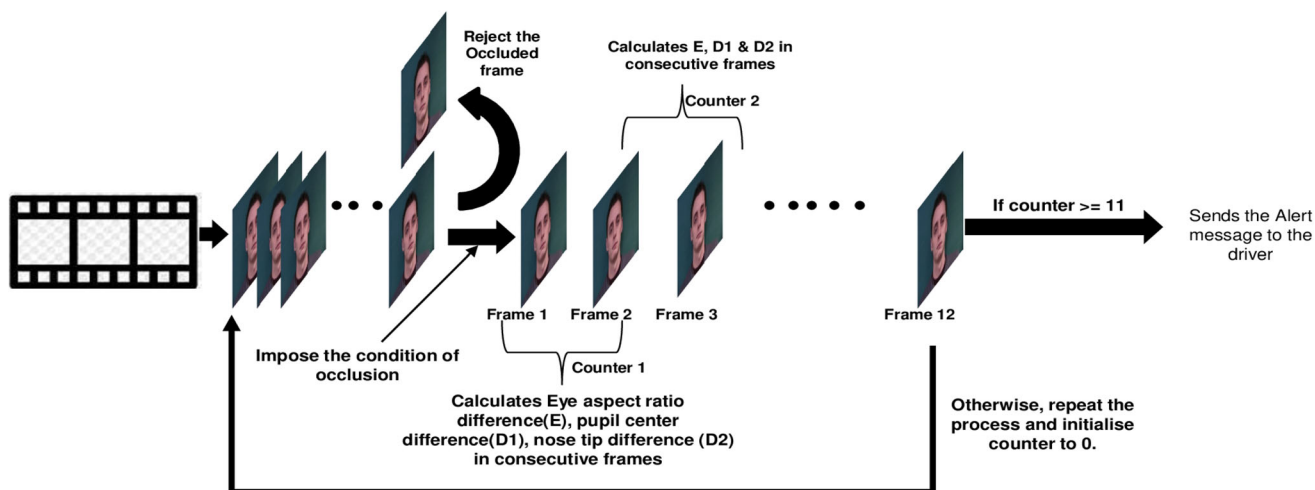 Reject the
Occluded
frame
Calculates E, D1 & D2 in
consecutive frames
Counter 2
If counter >= 11
Sends the Alert
message to the
driver
Frame 1
Frame 2
Frame 3
Frame 12
Impose the condition of
occlusion
Counter 1
Calculates Eye aspect ratio
difference(E), pupil center
difference(D1), nose tip difference (D2)
in consecutive frames
Otherwise, repeat the
process and initialise
counter to 0.